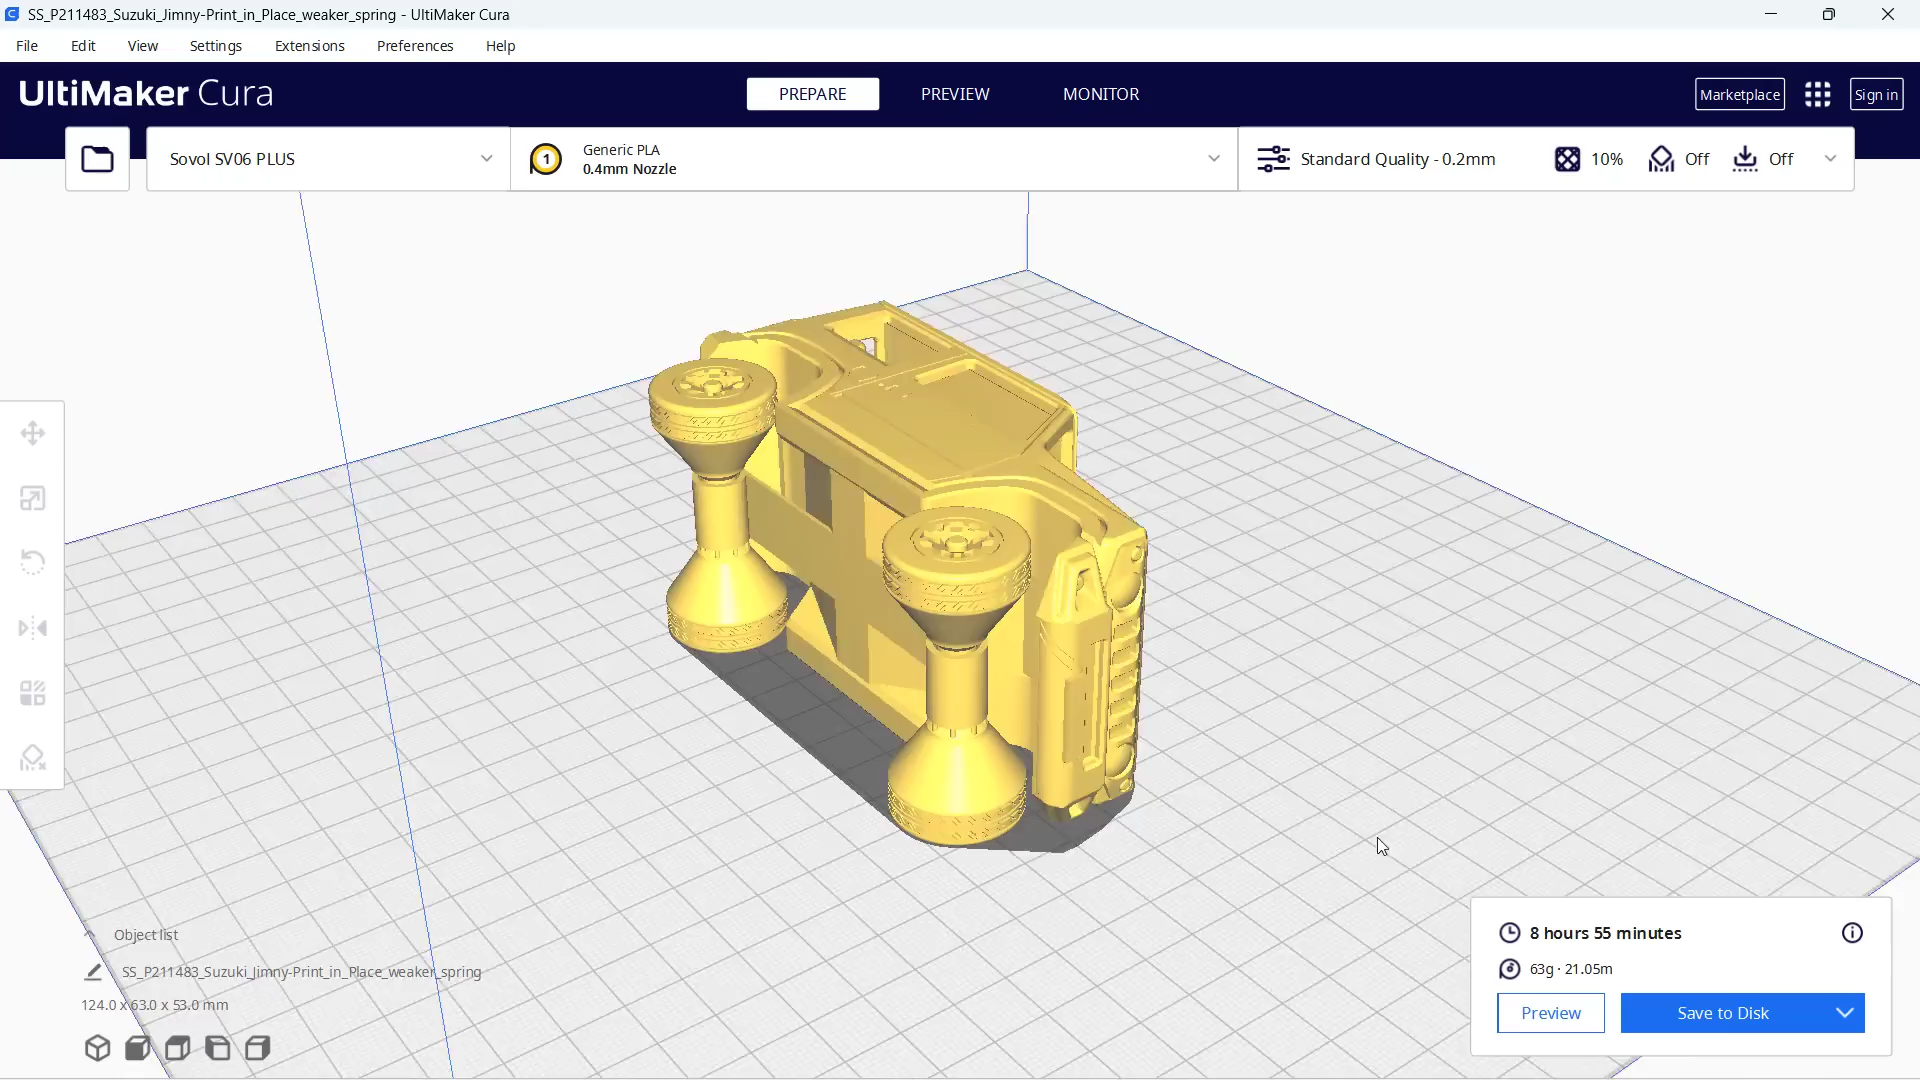 SS_P211483_Suzuki_Jimny-Print_in_Place_weaker_spring - UltiMaker Cura
File Edit View Settings Extensions Preferences Help
UltiMaker Cura
PREPARE PREVIEW MONITOR
Marketplace
Sign in
Sovol SV06 PLUS
1
Generic PLA
0.4mm Nozzle
Standard Quality - 0.2mm 10% Off Off
Object list
SS_P211483_Suzuki_Jimny-Print_in_Place_weaker_spring
124.0 x 63.0 x 53.0 mm
8 hours 55 minutes
63g · 21.05m
Preview Save to Disk